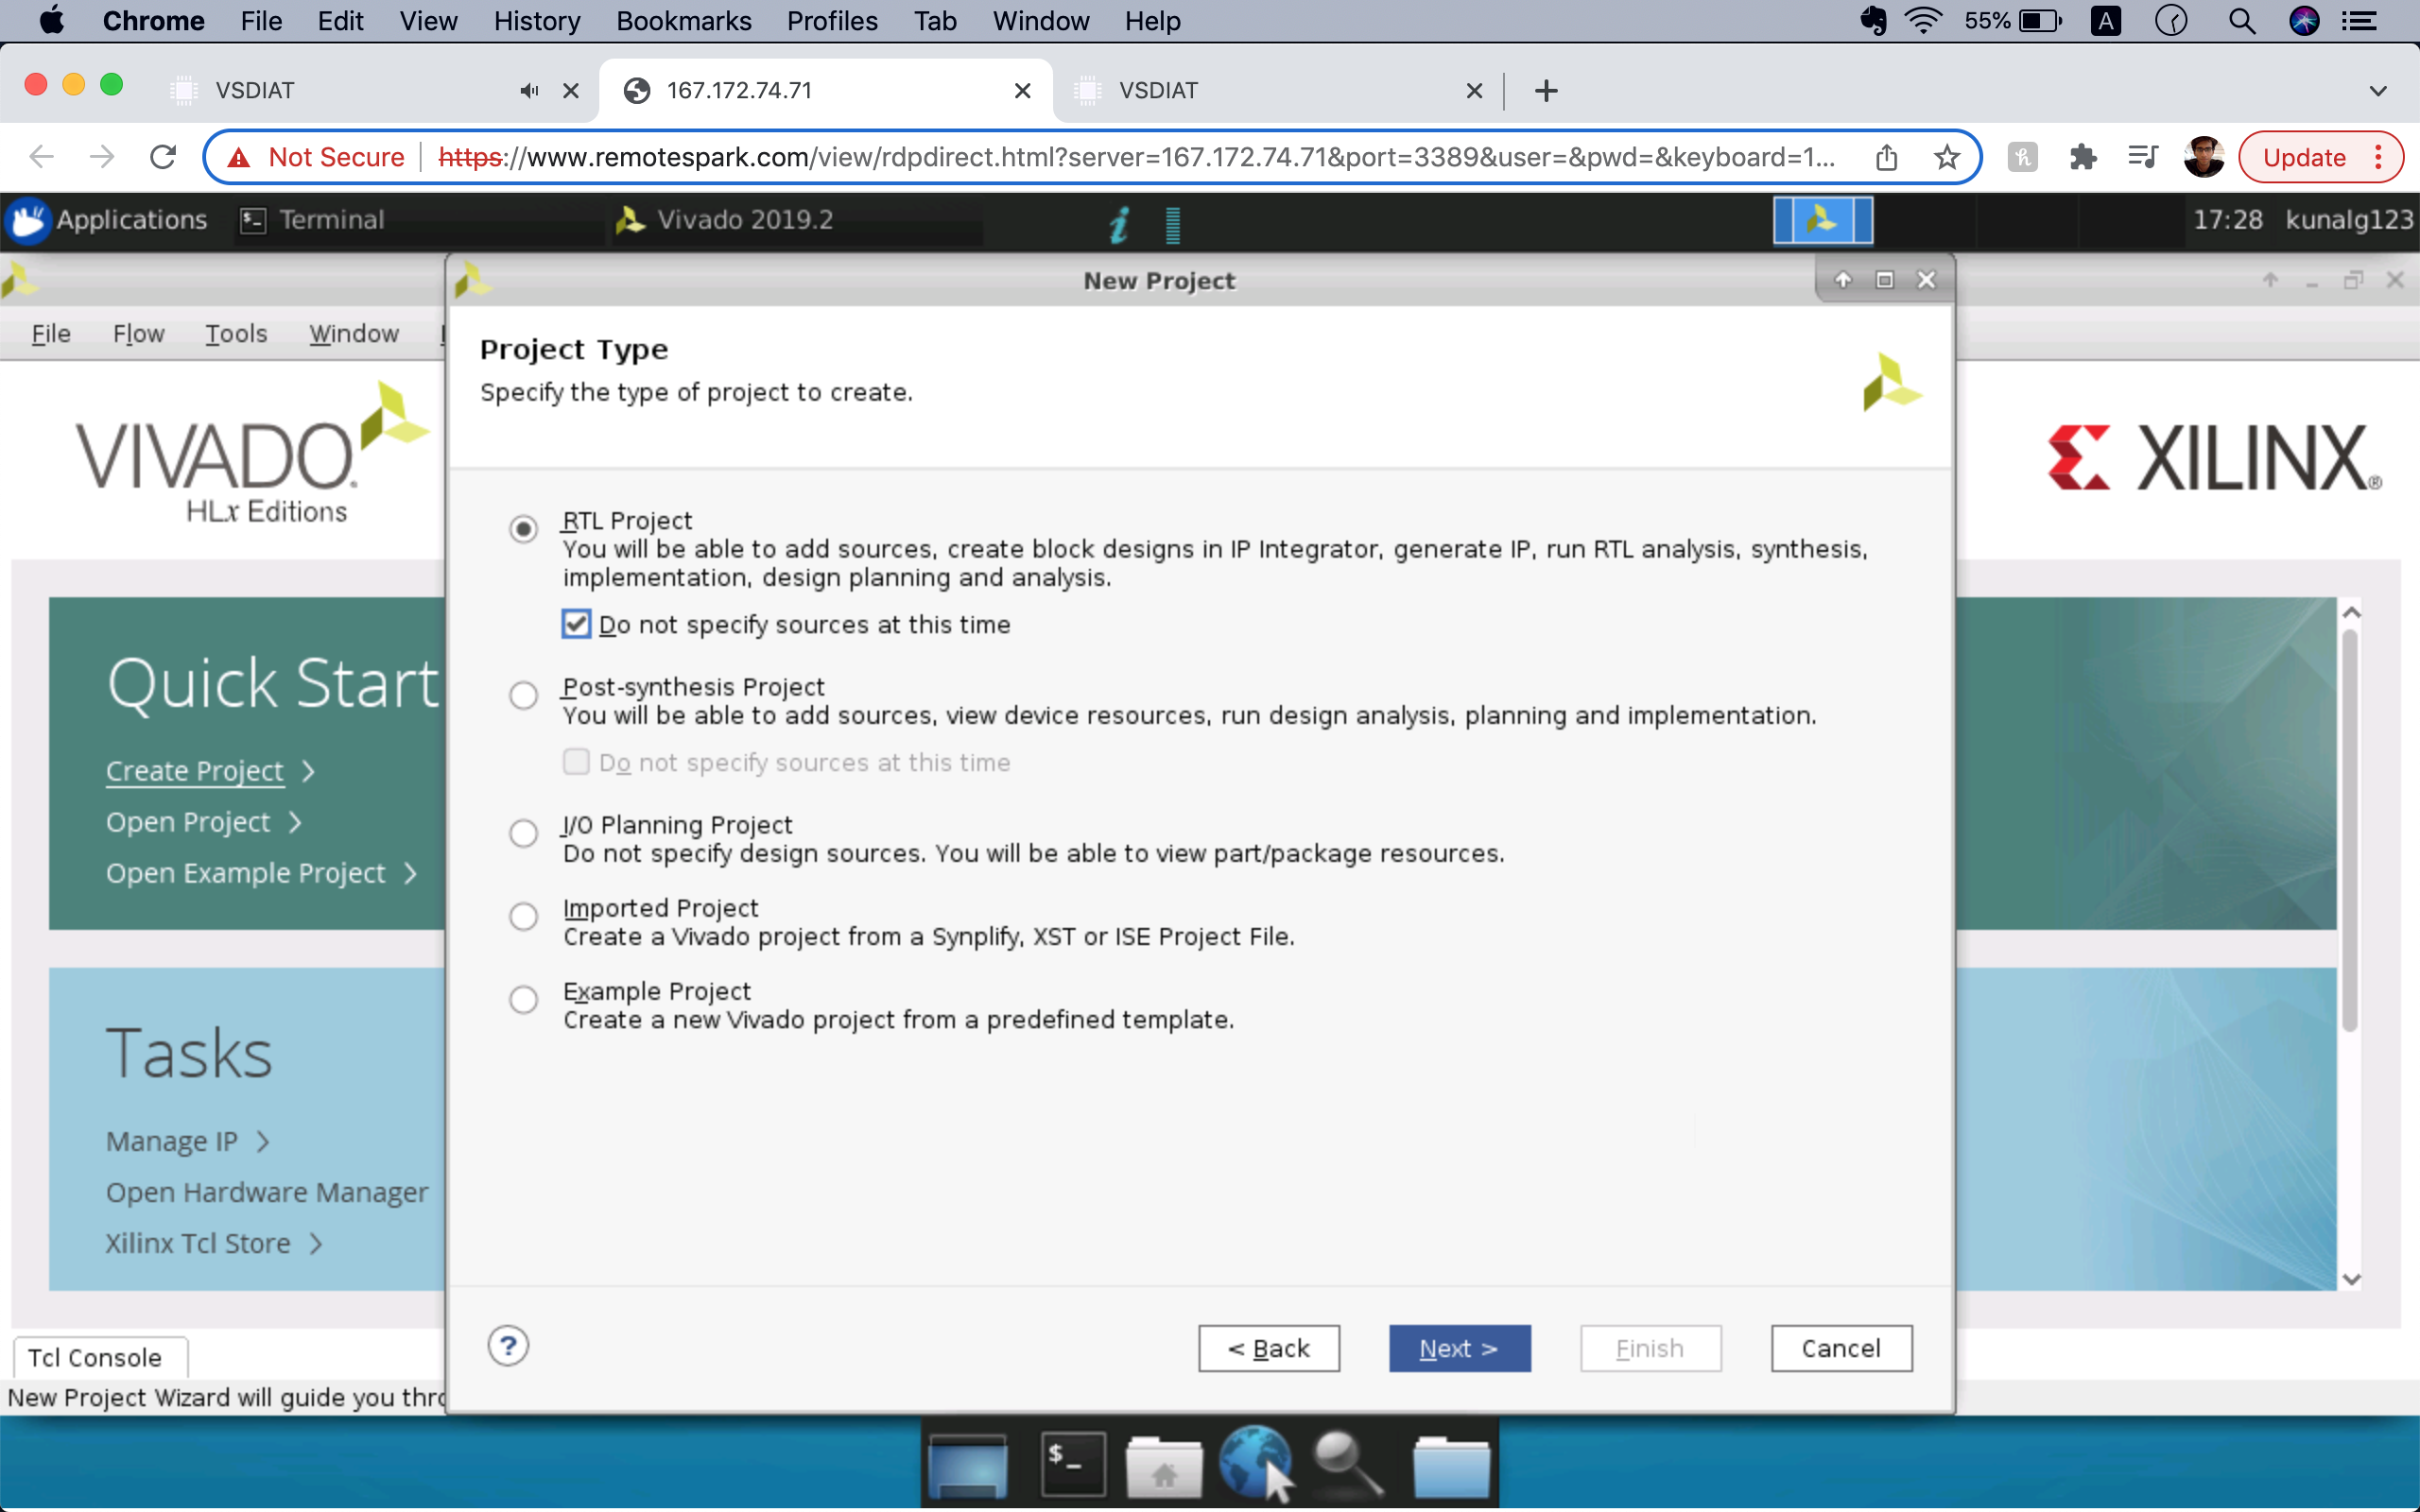 Chrome File Edit View History Bookmarks Profiles Tab Window Help 55% A
VSDIAT 167.172.74.71 VSDIAT
Not Secure https://www.remotespark.com/view/rdpdirect.html?server=167.172.74.71&port=3389&user=&pwd=&keyboard=1... Update
Applications Terminal Vivado 2019.2 17:28 kunalg123
New Project
File Flow Tools Window
Project Type
Specify the type of project to create.
VIVADO
HLx Editions
XILINX®
RTL Project
You will be able to add sources, create block designs in IP Integrator, generate IP, run RTL analysis, synthesis,
implementation, design planning and analysis.
Do not specify sources at this time
Post-synthesis Project
You will be able to add sources, view device resources, run design analysis, planning and implementation.
Do not specify sources at this time
I/O Planning Project
Do not specify design sources. You will be able to view part/package resources.
Imported Project
Create a Vivado project from a Synplify, XST or ISE Project File.
Example Project
Create a new Vivado project from a predefined template.
Quick Start
Create Project >
Open Project >
Open Example Project >
Tasks
Manage IP >
Open Hardware Manager
Xilinx Tcl Store >
? < Back Next > Finish Cancel
Tcl Console
New Project Wizard will guide you
$_